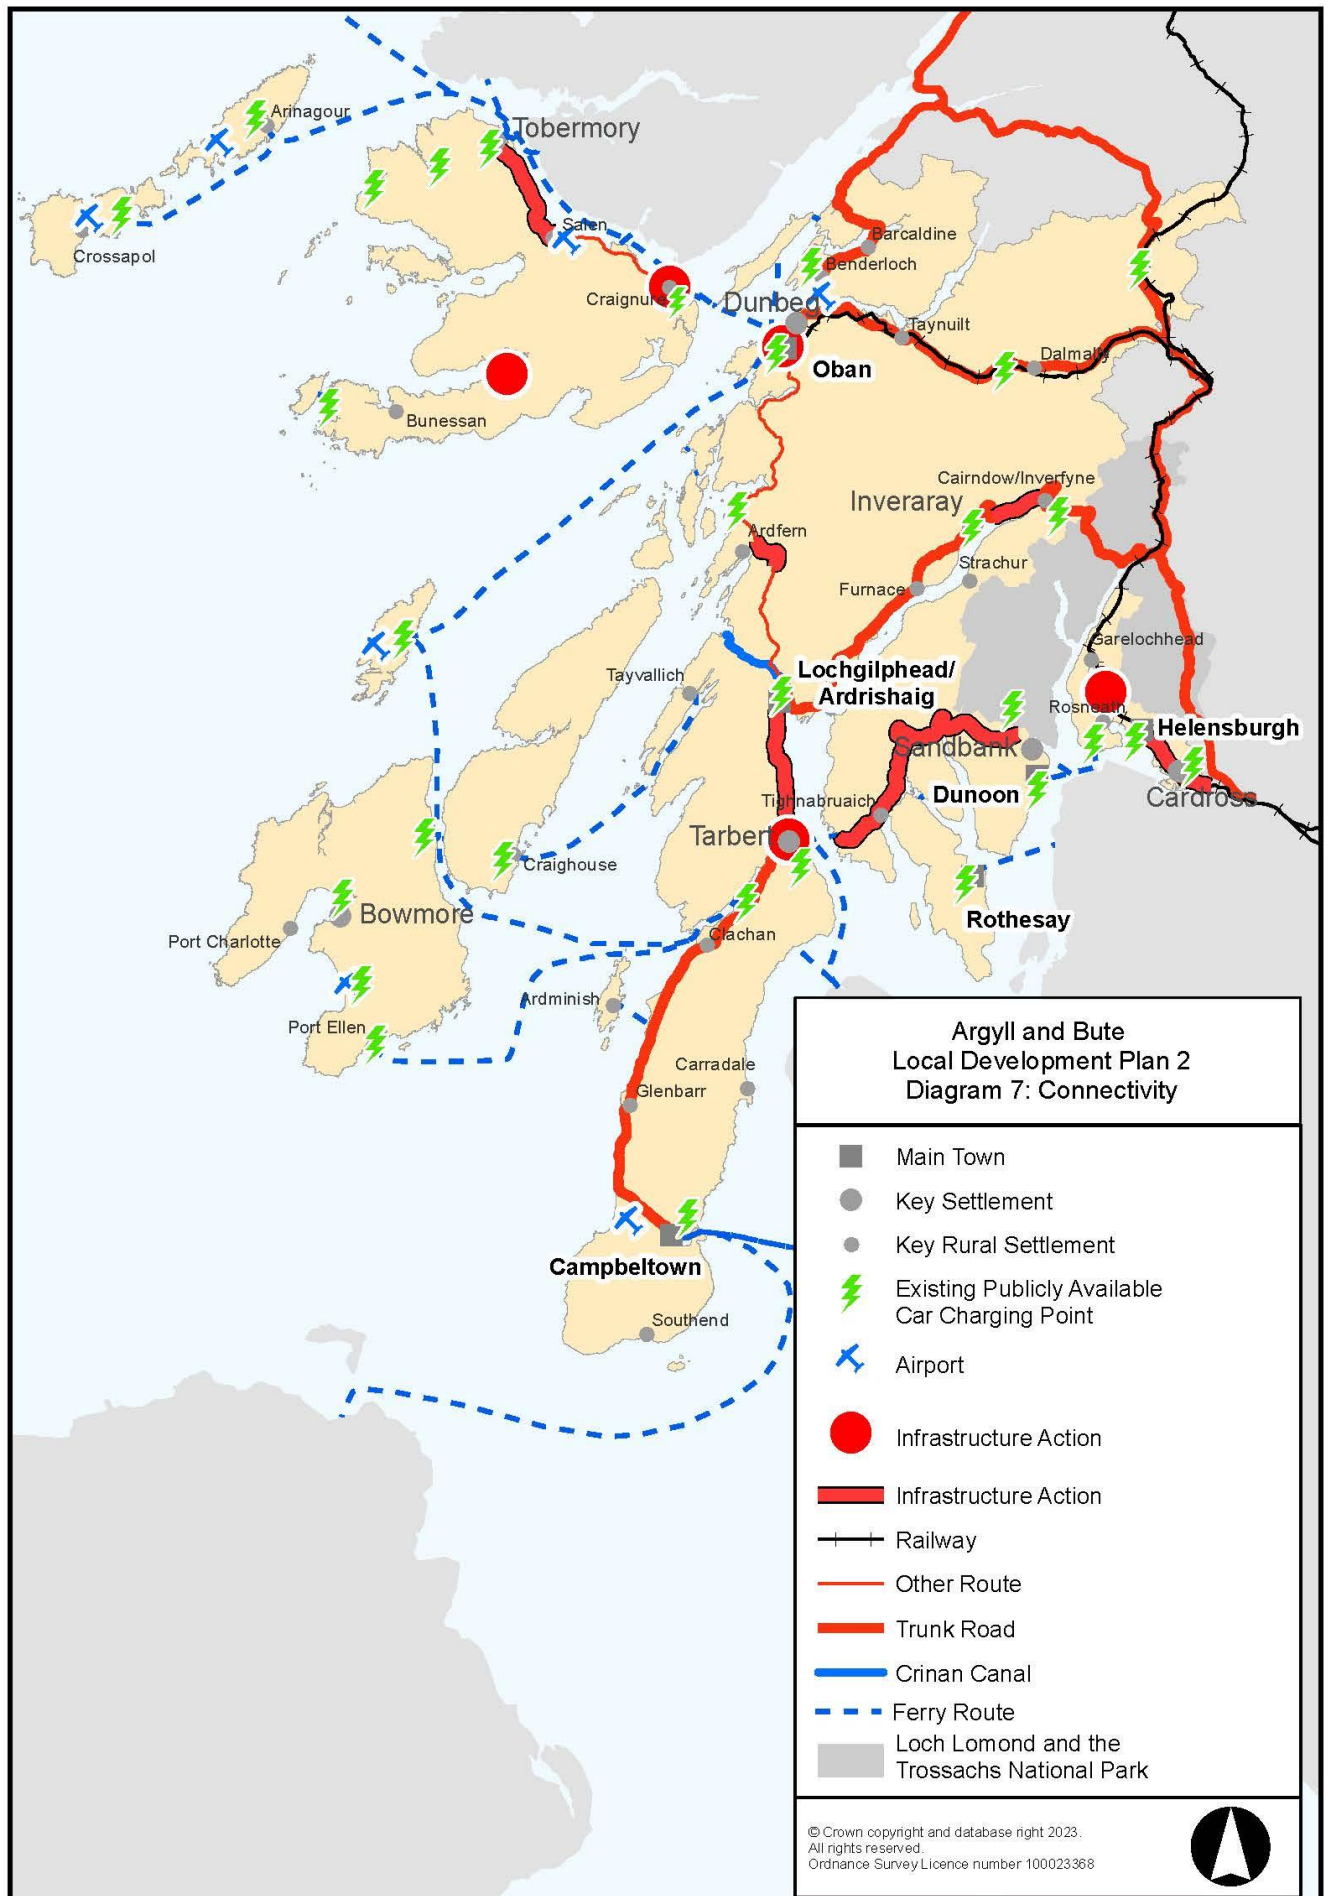 Arinagour
Tobermory
Crossapol
Salen
Barcaldine
Benderloch
Craignure
Dunbeg
Taynuilt
Dalmally
Oban
Bunessan
Cairndow/Inverfyne
Inveraray
Ardfern
Strachur
Furnace
Garelochhead
Tayvallich
Lochgilphead/
Ardrishaig
Rosneath
Helensburgh
Sandbank
Dunoon
Cardross
Tighnabruaich
Tarbert
Craighouse
Bowmore
Rothesay
Port Charlotte
Clachan
Ardminish
Port Ellen
Carradale
Glenbarr
Campbeltown
Southend
Argyll and Bute
Local Development Plan 2
Diagram 7: Connectivity
Main Town
Key Settlement
Key Rural Settlement
Existing Publicly Available
Car Charging Point
Airport
Infrastructure Action
Infrastructure Action
Railway
Other Route
Trunk Road
Crinan Canal
Ferry Route
Loch Lomond and the
Trossachs National Park
© Crown copyright and database right 2023.
All rights reserved.
Ordnance Survey Licence number 100023368